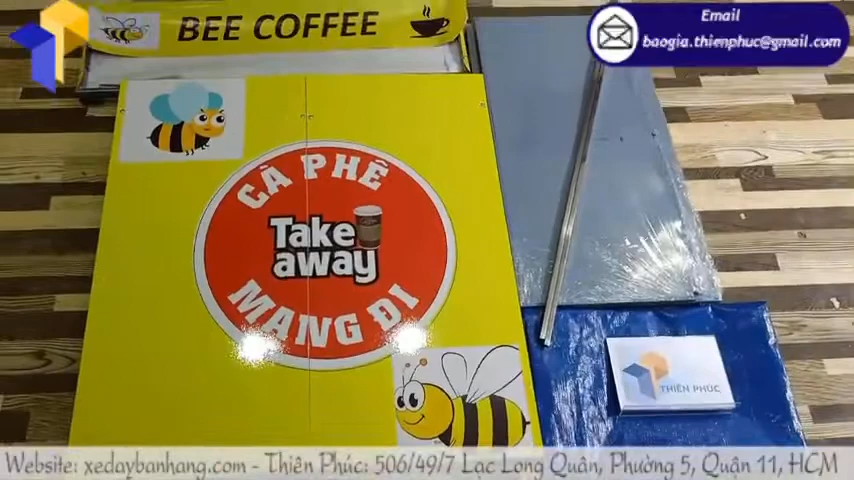 BEE COFFEE
Email
baogia.thienphuc@gmail.com
CÀ PHÊ
Take
away
MANG ĐI
THIÊN PHÚC
Website: xedaybanhang.com - Thiên Phúc: 506/49/7 Lạc Long Quân, Phường 5, Quận 11, HCM